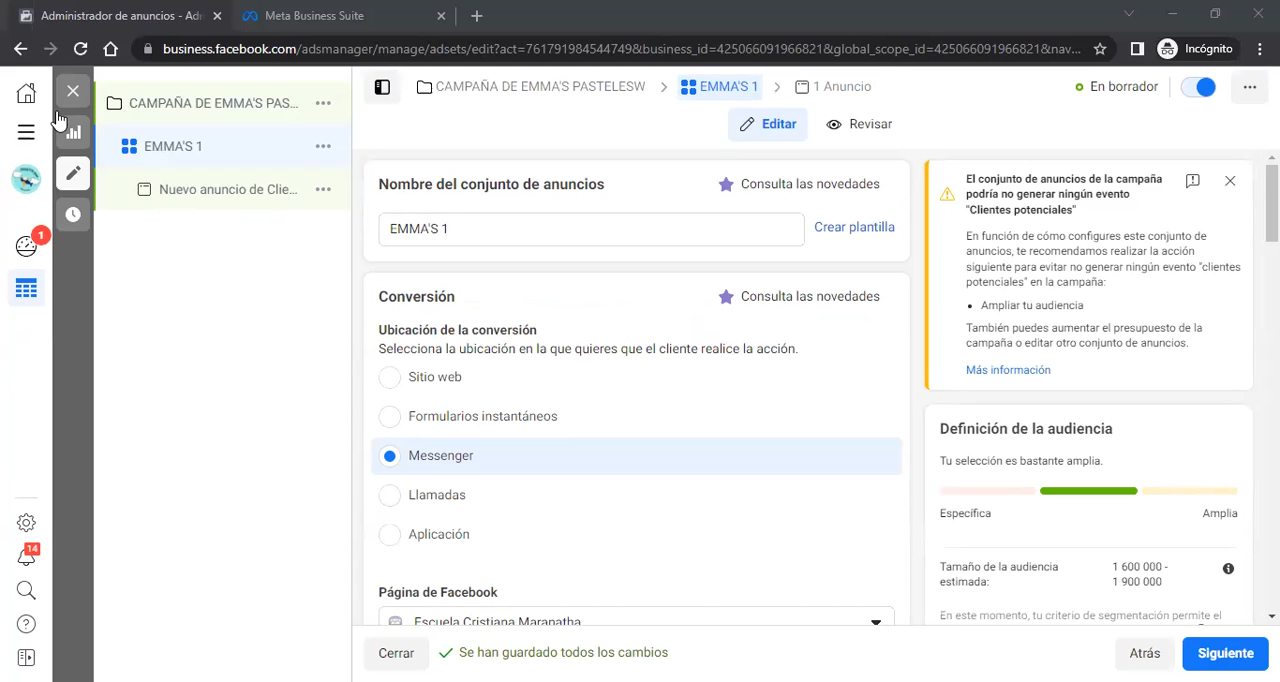 Administrador de anuncios - Ad
Meta Business Suite
business.facebook.com/adsmanager/manage/adsets/edit?act=761791984544749&business_id=425066091966821&global_scope_id=425066091966821&nav...
Incógnito
CAMPAÑA DE EMMA'S PAS...
EMMA'S 1
Nuevo anuncio de Clie...
1
14
CAMPAÑA DE EMMA'S PASTELESW
EMMA'S 1
1 Anuncio
En borrador
Editar
Revisar
Nombre del conjunto de anuncios
Consulta las novedades
EMMA'S 1
Crear plantilla
Conversión
Consulta las novedades
Ubicación de la conversión
Selecciona la ubicación en la que quieres que el cliente realice la acción.
Sitio web
Formularios instantáneos
Messenger
Llamadas
Aplicación
Página de Facebook
Escuela Cristiana Maranatha
El conjunto de anuncios de la campaña
podría no generar ningún evento
"Clientes potenciales"
En función de cómo configures este conjunto de
anuncios, te recomendamos realizar la acción
siguiente para evitar no generar ningún evento "clientes
potenciales" en la campaña:
• Ampliar tu audiencia
También puedes aumentar el presupuesto de la
campaña o editar otro conjunto de anuncios.
Más información
Definición de la audiencia
Tu selección es bastante amplia.
Específica
Amplia
Tamaño de la audiencia
estimada:
1 600 000 -
1 900 000
En este momento, tu criterio de segmentación permite el
Cerrar
Se han guardado todos los cambios
Atrás
Siguiente